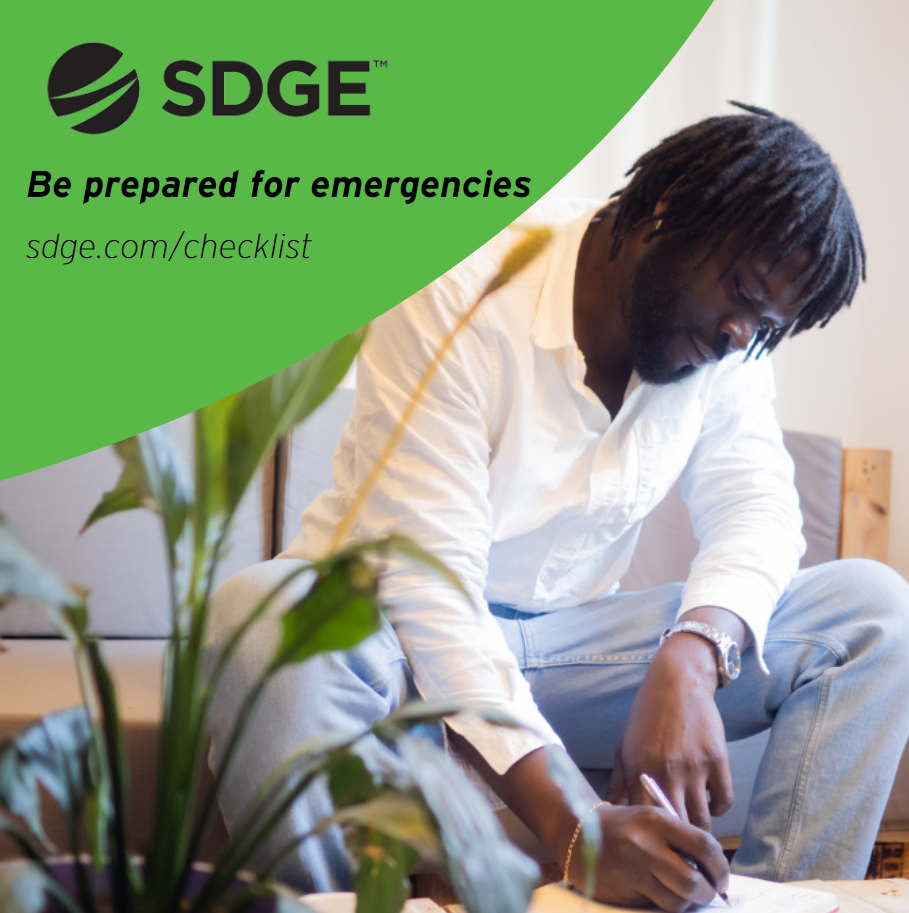 SDGE™
Be prepared for emergencies
sdge.com/checklist